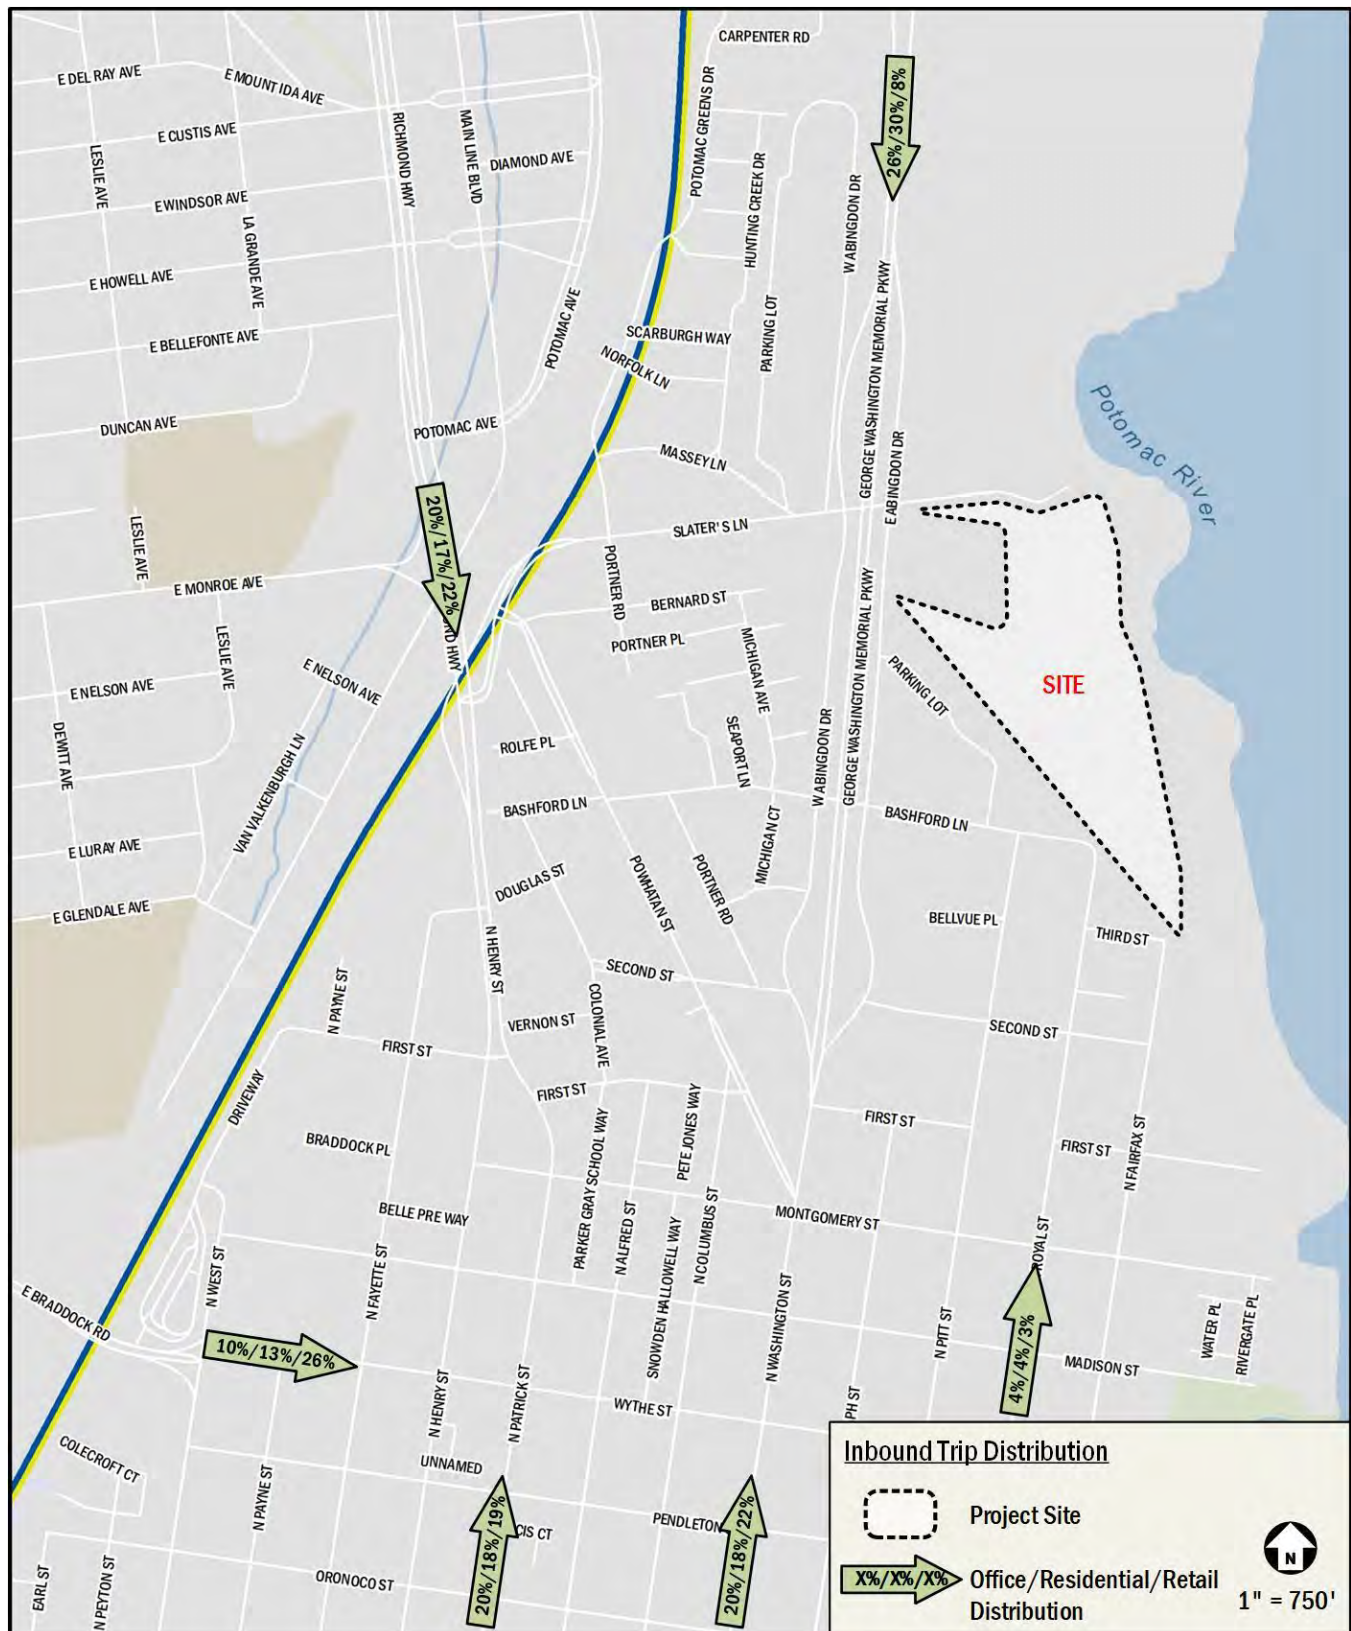 CARPENTER RD
E DEL RAY AVE
E MOUNT IDA AVE
E CUSTIS AVE
LESLIE AVE
RICHMOND HWY
MAIN LINE BLVD
DIAMOND AVE
POTOMAC GREENS DR
HUNTING CREEK DR
26%/30%/8%
E WINDSOR AVE
LA GRANDE AVE
W ABINGDON DR
E HOWELL AVE
POTOMAC AVE
PARKING LOT
GEORGE WASHINGTON MEMORIAL PKWY
E BELLEFONTE AVE
SCARBURGH WAY
NORFOLK LN
Potomac River
DUNCAN AVE
POTOMAC AVE
MASSEY LN
E ABINGDON DR
20%/17%/22%
SLATER'S LN
LESLIE AVE
E MONROE AVE
PORTNER RD
BERNARD ST
PORTNER PL
GEORGE WASHINGTON MEMORIAL PKWY
LESLIE AVE
HWY
MICHIGAN AVE
E NELSON AVE
E NELSON AVE
PARKING LOT
SITE
DEWITT AVE
ROLFE PL
SEAPORT LN
W ABINGDON DR
VAN VALKENBURGH LN
BASHFORD LN
BASHFORD LN
MICHIGAN CT
E LURAY AVE
DOUGLAS ST
POWHATAN ST
PORTNER RD
E GLENDALE AVE
BELLVUE PL
THIRD ST
N HENRY ST
SECOND ST
N PAYNE ST
COLONIAL AVE
VERNON ST
SECOND ST
FIRST ST
DRIVEWAY
FIRST ST
FIRST ST
PETE JONES WAY
BRADDOCK PL
PARKER GRAY SCHOOL WAY
FIRST ST
N FAIRFAX ST
BELLE PRE WAY
MONTGOMERY ST
N ALFRED ST
SNOWDEN HALLOWELL WAY
N COLUMBUS ST
ROYAL ST
N WEST ST
N FAYETTE ST
N WASHINGTON ST
E BRADDOCK RD
N PITT ST
WATER PL
RIVERGATE PL
10%/13%/26%
4%/4%/3%
MADISON ST
N HENRY ST
N PATRICK ST
WYTHE ST
PH ST
COLECROFT CT
N PAYNE ST
UNNAMED
20%/18%/19%
CIS CT
20%/18%/22%
PENDLETON
EARL ST
N PEYTON ST
ORONOCO ST
Inbound Trip Distribution
Project Site
X%/X%/X%
Office/Residential/Retail
Distribution
N
1" = 750'